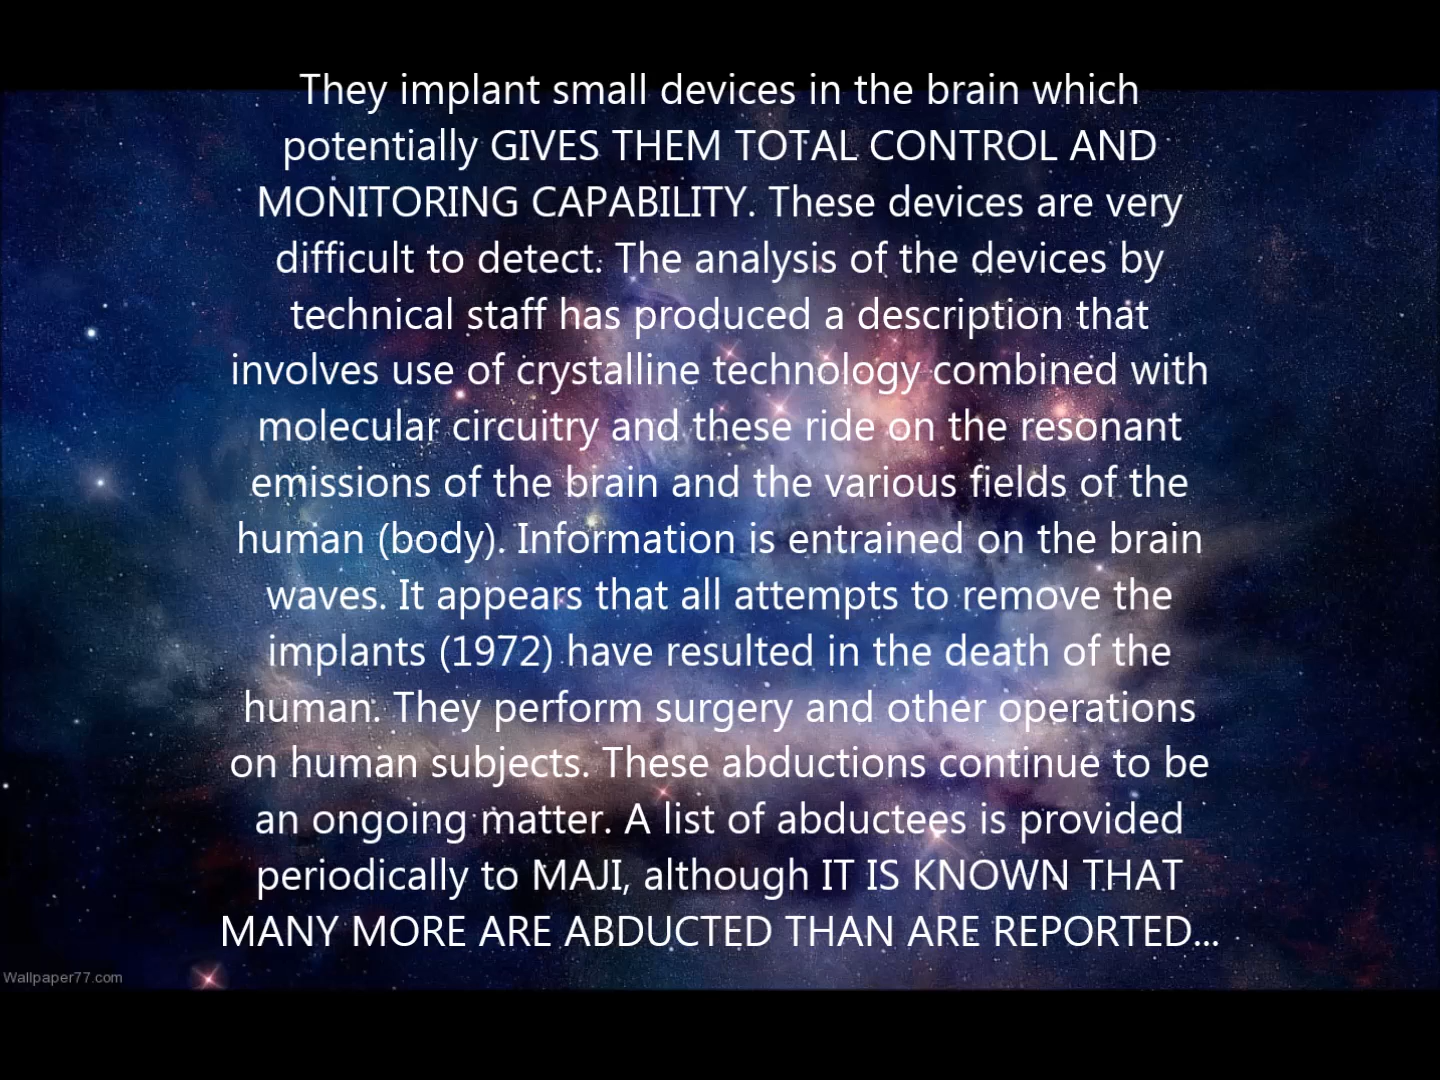 They implant small devices in the brain which
potentially GIVES THEM TOTAL CONTROL AND
MONITORING CAPABILITY. These devices are very
difficult to detect. The analysis of the devices by
technical staff has produced a description that
involves use of crystalline technology combined with
molecular circuitry and these ride on the resonant
emissions of the brain and the various fields of the
human (body). Information is entrained on the brain
waves. It appears that all attempts to remove the
implants (1972) have resulted in the death of the
human. They perform surgery and other operations
on human subjects. These abductions continue to be
an ongoing matter. A list of abductees is provided
periodically to MAJI, although IT IS KNOWN THAT
MANY MORE ARE ABDUCTED THAN ARE REPORTED...
Wallpaper77.com